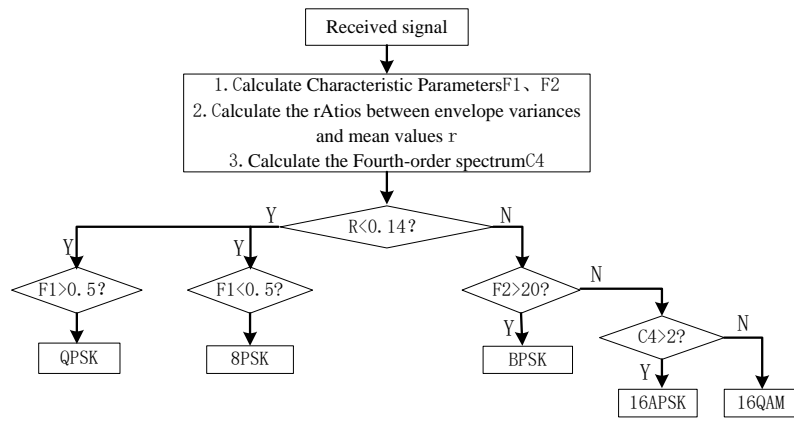 Received signal
1. Calculate Characteristic ParametersF1、F2
2. Calculate the rAtios between envelope variances
and mean values r
3. Calculate the Fourth-order spectrumC4
Y
R<0.14?
N
Y
Y
F1>0.5?
F1<0.5?
F2>20?
N
Y
C4>2?
N
QPSK
8PSK
BPSK
Y
16APSK
16QAM